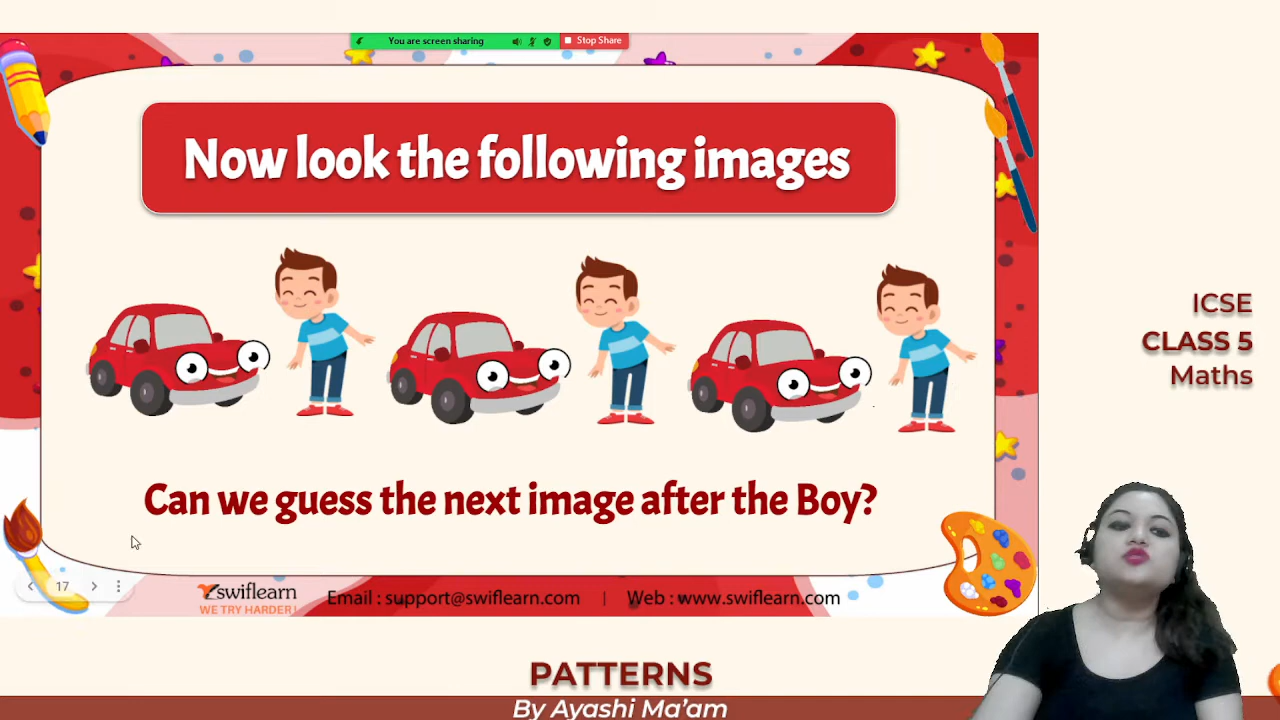 You are screen sharing
Stop Share
Now look the following images
Can we guess the next image after the Boy?
17
swiflearn
WE TRY HARDER!
Email : support@swiflearn.com | Web : www.swiflearn.com
ICSE
CLASS 5
Maths
PATTERNS
By Ayashi Ma'am